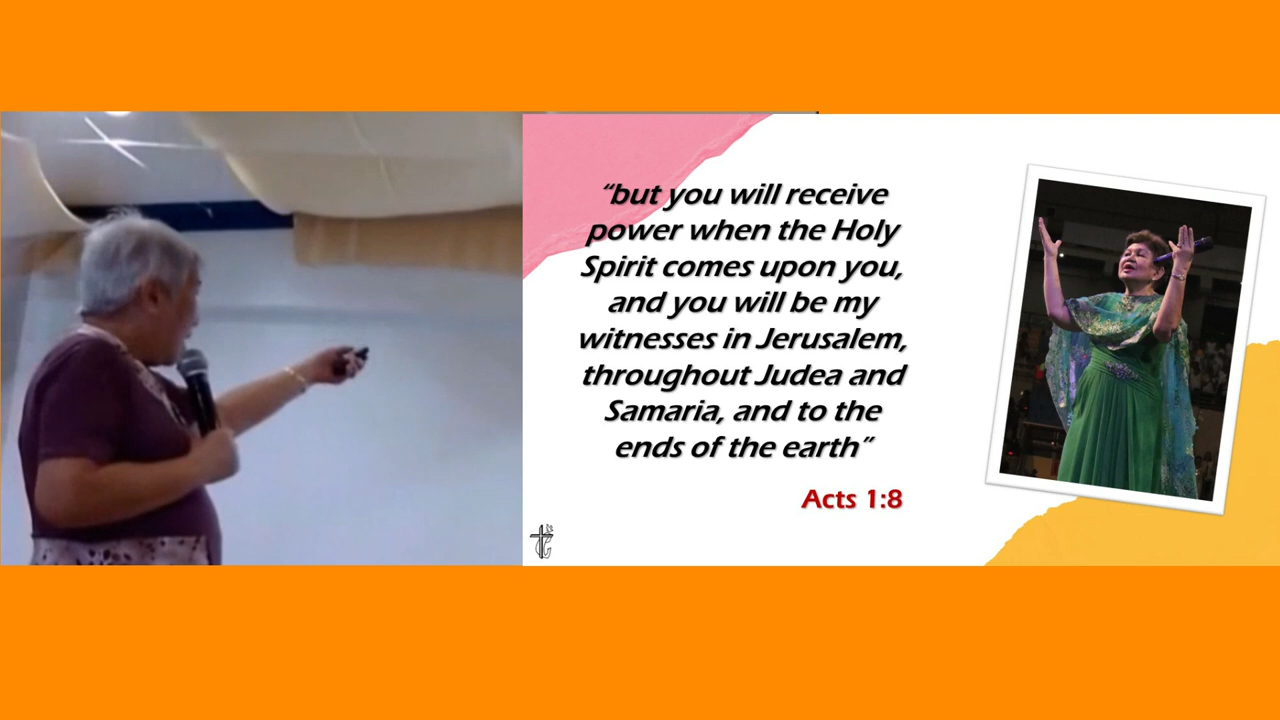 “but you will receive
power when the Holy
Spirit comes upon you,
and you will be my
witnesses in Jerusalem,
throughout Judea and
Samaria, and to the
ends of the earth”
Acts 1:8